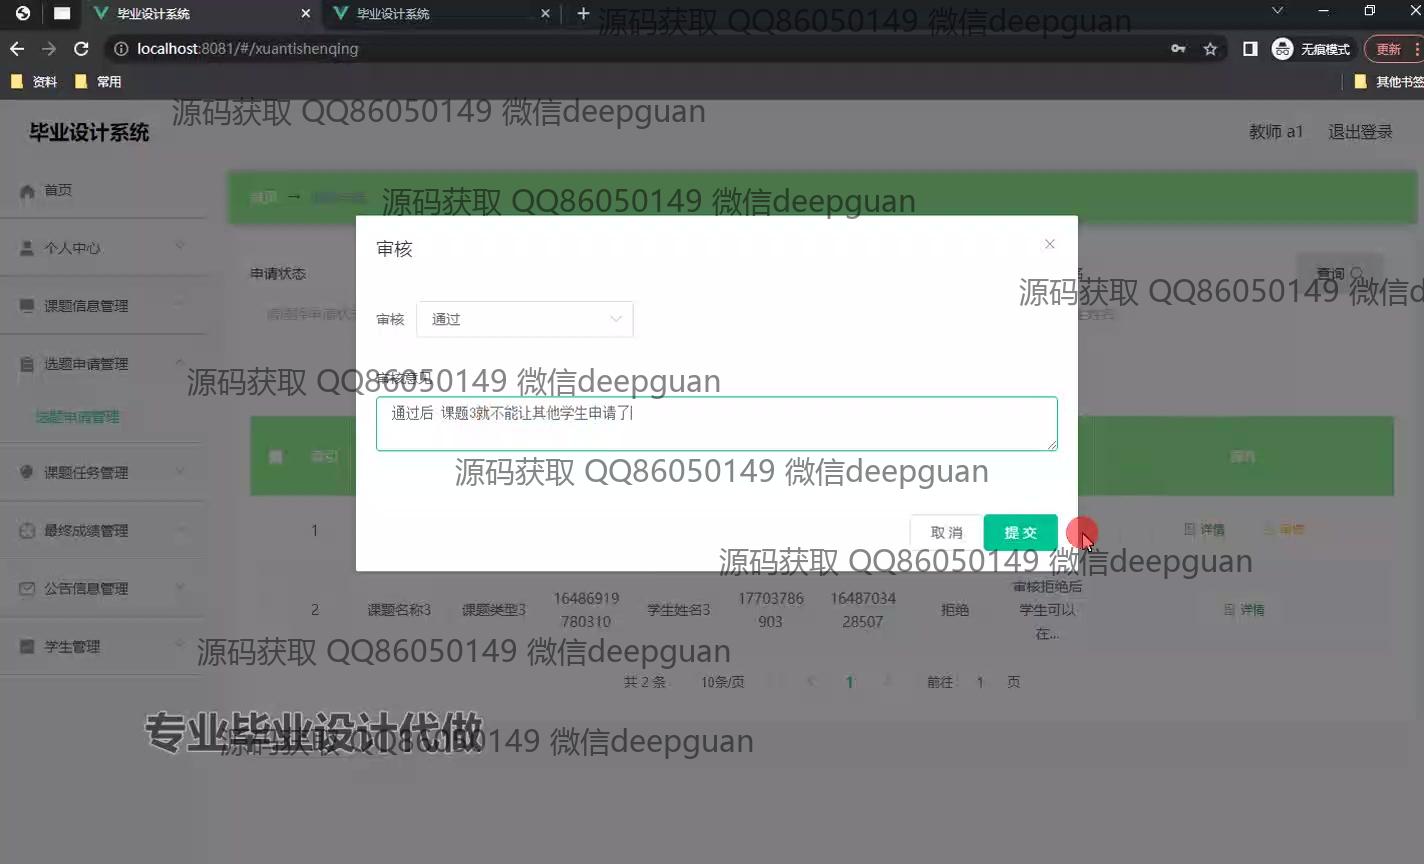 毕业设计系统
毕业设计系统
localhost:8081/#/xuantishenqing
无痕模式
更新
资料
常用
其他书签
源码获取 QQ86050149 微信deepguan
源码获取 QQ86050149 微信deepguan
毕业设计系统
教师 a1
退出登录
首页
个人中心
课题信息管理
选题申请管理
选题申请管理
课题任务管理
最终成绩管理
公告信息管理
学生管理
首页 →
源码获取 QQ86050149 微信deepguan
申请状态
查询
源码获取 QQ86050149 微信d
审核
审核 通过
审核意见
源码获取 QQ86050149 微信deepguan
通过后 课题3就不能让其他学生申请了
源码获取 QQ86050149 微信deepguan
取 消
提 交
索引
1
详情
审核
源码获取 QQ86050149 微信deepguan
2 课题名称3 课题类型3 16486919780310 学生姓名3 17703786903 1648703428507 拒绝 审核拒绝后学生可以在... 详情
源码获取 QQ86050149 微信deepguan
共 2 条 10条/页 1 前往 1 页
专业毕业设计代做
源码获取 QQ86050149 微信deepguan